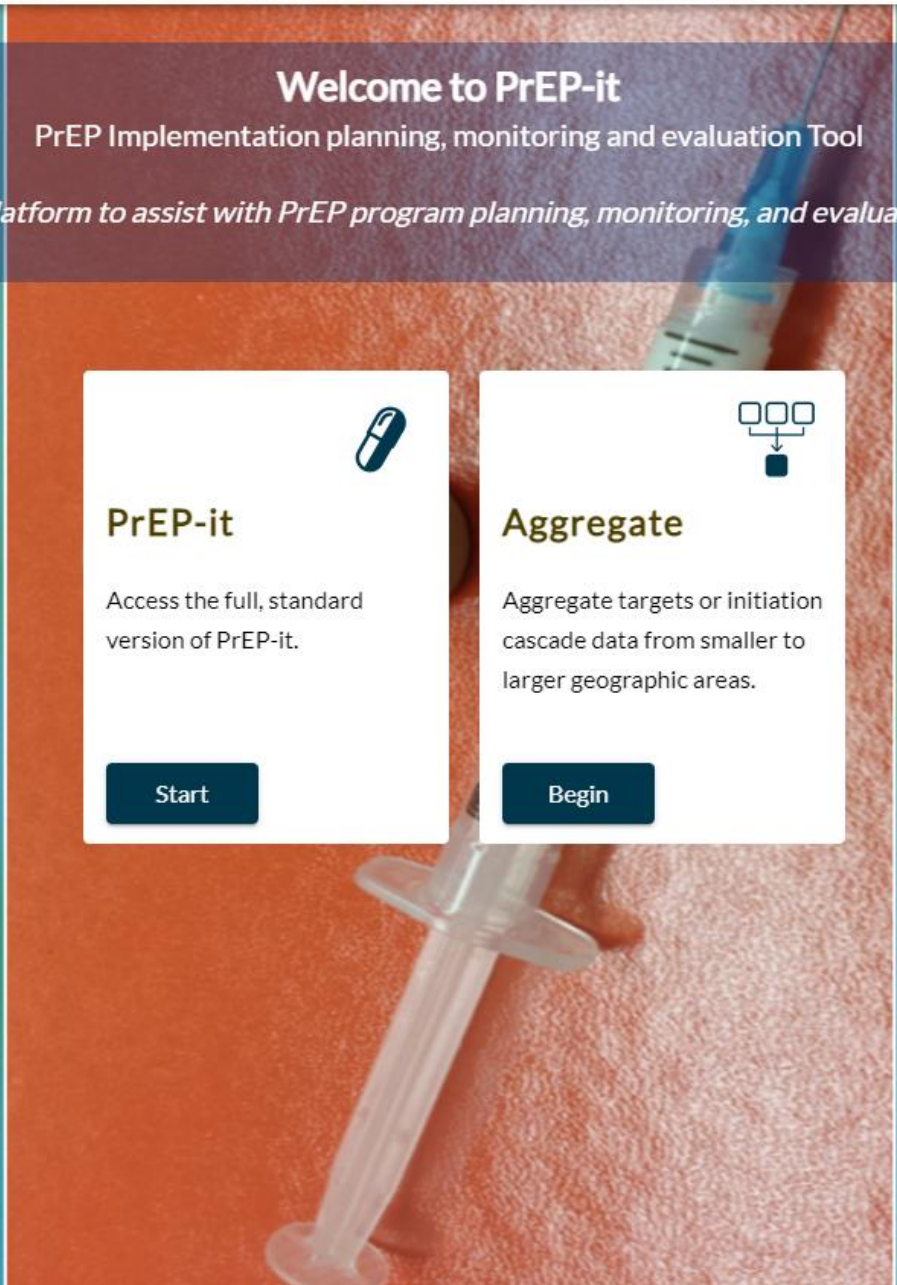 Welcome to PrEP-it
PrEP Implementation planning, monitoring and evaluation Tool
to assist with PrEP program planning, monitoring, and
PrEP-it
Access the full, standard
version of PrEP-it.
Start
Aggregate
Aggregate targets or initiation
cascade data from smaller to
larger geographic areas.
Begin